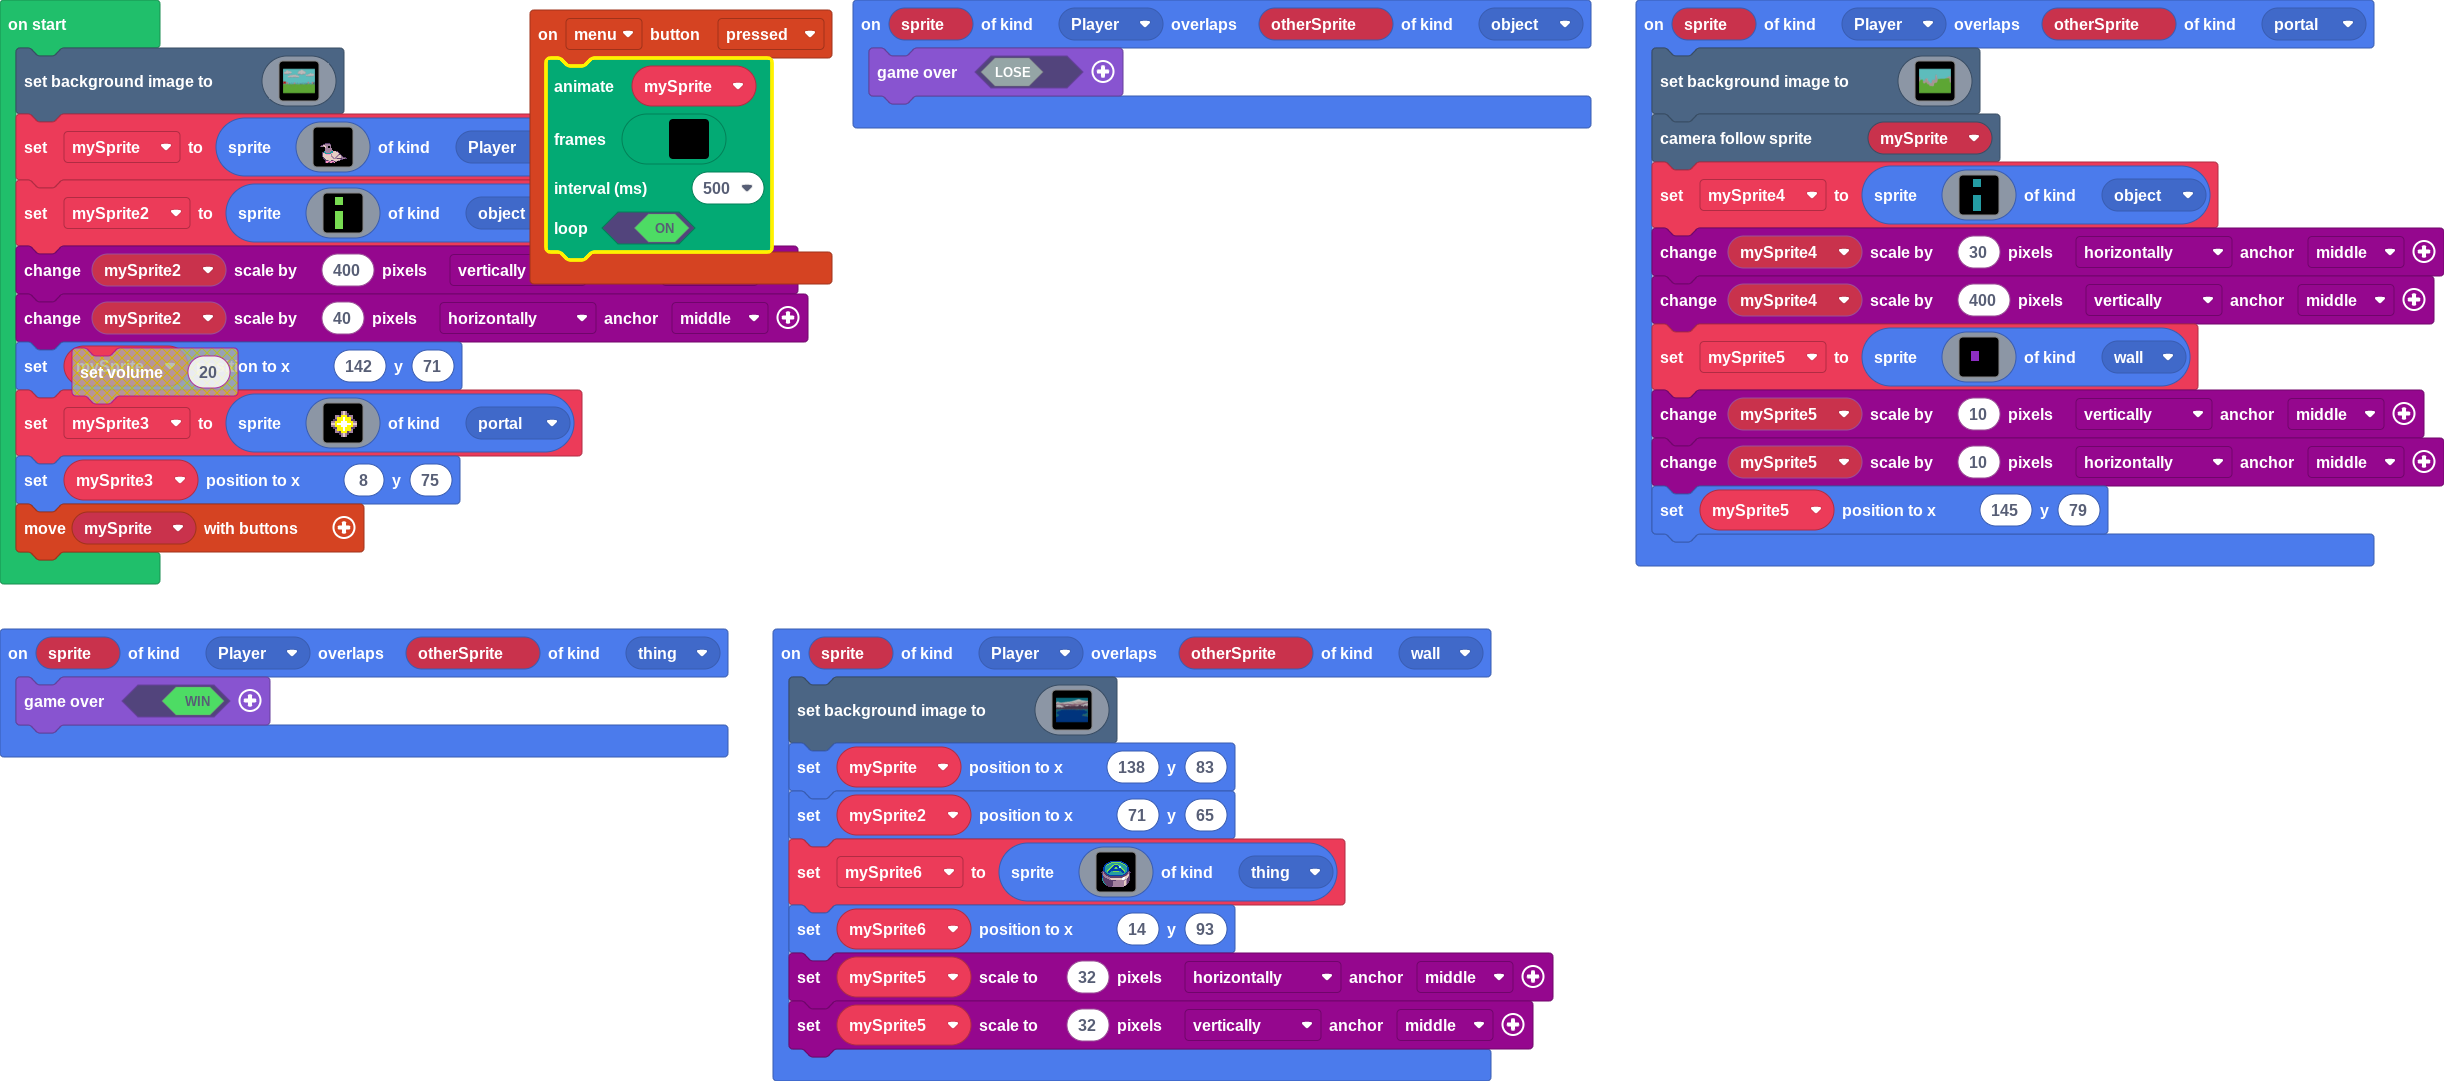 on start
set background image to
set mySprite to sprite of kind Player
set mySprite2 to sprite of kind object
change mySprite2 scale by 400 pixels vertically
change mySprite2 scale by 40 pixels horizontally anchor middle
set position to x 142 y 71
set volume 20
set mySprite3 to sprite of kind portal
set mySprite3 position to x 8 y 75
move mySprite with buttons
on menu button pressed
animate mySprite
frames
interval (ms) 500
loop ON
on sprite of kind Player overlaps otherSprite of kind object
game over LOSE
on sprite of kind Player overlaps otherSprite of kind portal
set background image to
camera follow sprite mySprite
set mySprite4 to sprite of kind object
change mySprite4 scale by 30 pixels horizontally anchor middle
change mySprite4 scale by 400 pixels vertically anchor middle
set mySprite5 to sprite of kind wall
change mySprite5 scale by 10 pixels vertically anchor middle
change mySprite5 scale by 10 pixels horizontally anchor middle
set mySprite5 position to x 145 y 79
on sprite of kind Player overlaps otherSprite of kind thing
game over WIN
on sprite of kind Player overlaps otherSprite of kind wall
set background image to
set mySprite position to x 138 y 83
set mySprite2 position to x 71 y 65
set mySprite6 to sprite of kind thing
set mySprite6 position to x 14 y 93
set mySprite5 scale to 32 pixels horizontally anchor middle
set mySprite5 scale to 32 pixels vertically anchor middle